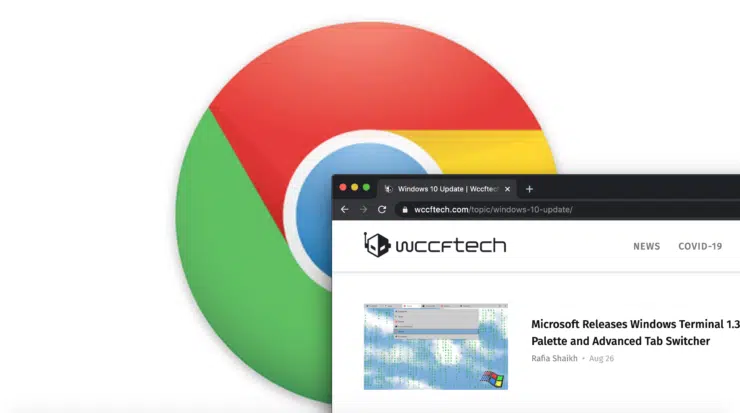 Windows 10 Update | Wccftech
wccftech.com/topic/windows-10-update/
wccftech
NEWS COVID-19
Microsoft Releases Windows Terminal 1.3
Palette and Advanced Tab Switcher
Rafia Shaikh • Aug 26